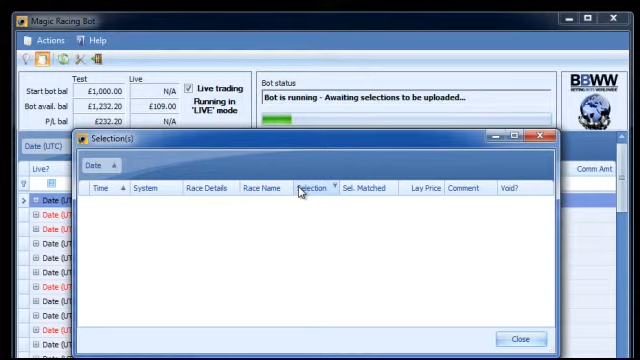 Magic Racing Bot
Actions Help
Test Live
Start bot bal £1,000.00 N/A
Bot avail. bal £1,232.20 £109.00
P/L bal £232.20 N/A
Live trading
Running in
'LIVE' mode
Bot status
Bot is running - Awaiting selections to be uploaded...
BBWW
BETTING BOTS WORLDWIDE
Date (UTC)
Live? Comm Amt
Selection(s)
Date
Time System Race Details Race Name Selection Sel. Matched Lay Price Comment Void?
Date (UT
Date (UT
Date (UT
Date (UT
Date (UT
Date (UT
Date (UT
Date (UT
Date (UT
Date (UT
Date (UT
Close